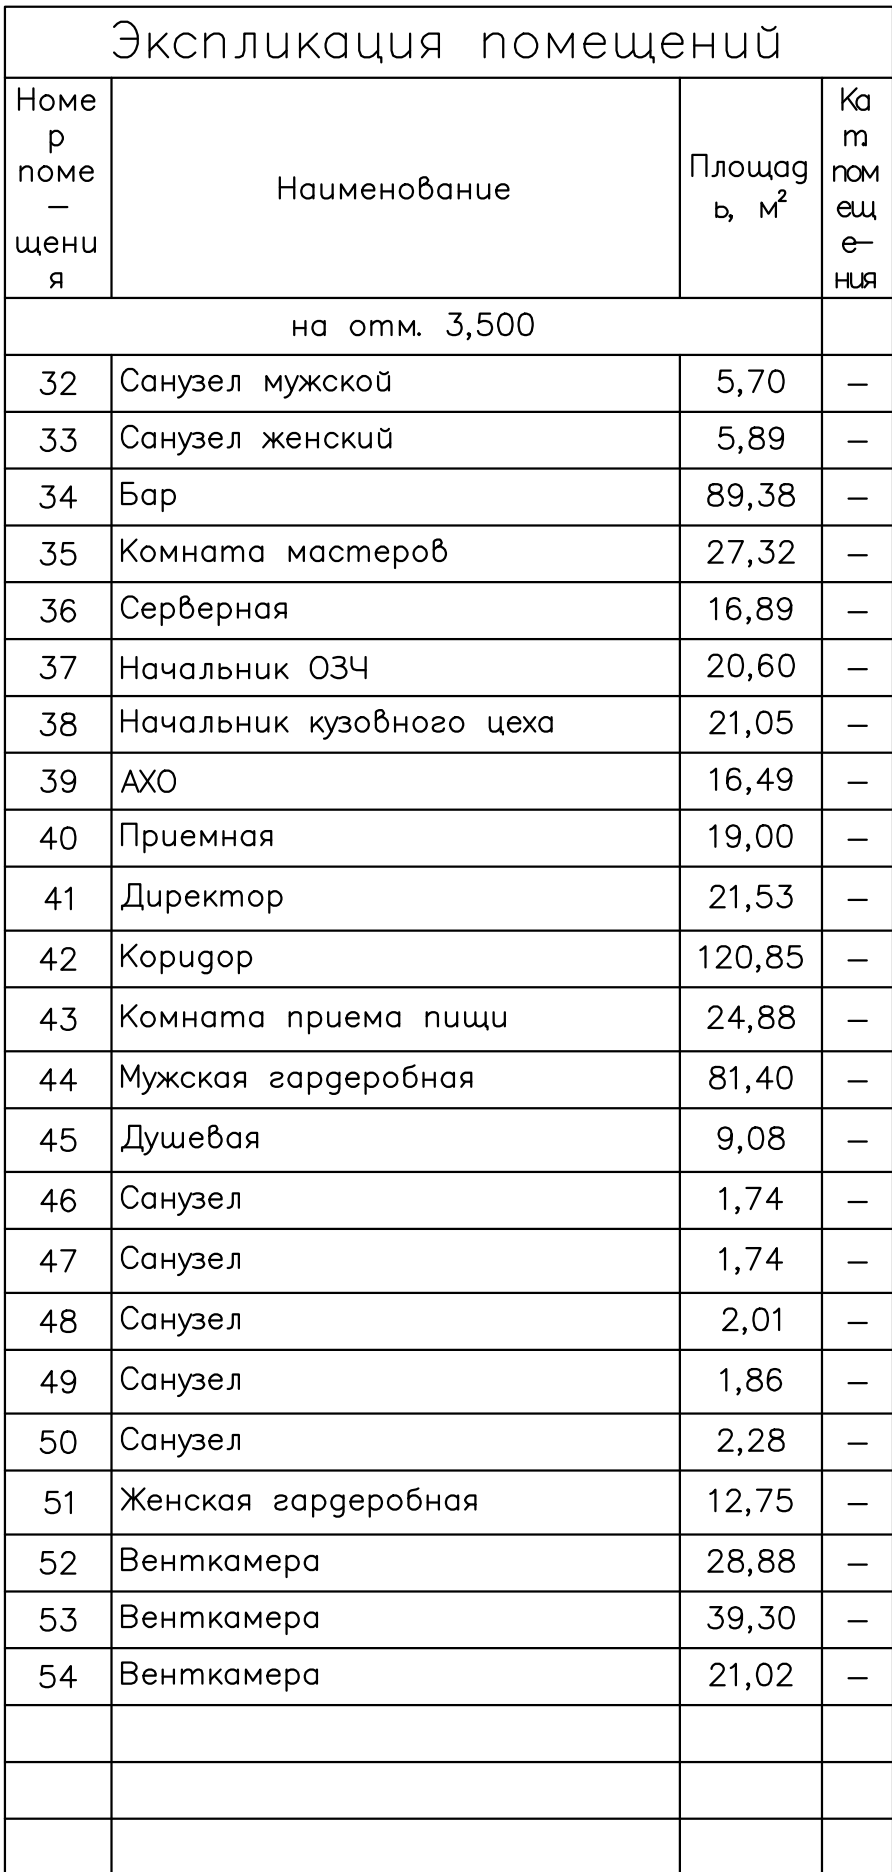 Экспликация помещений
Номе
р
поме
—
щени
я
Наименование
Площад
ь, м²
Ка
т.
пом
ещ
е—
ния
на отм. 3,500
32 Санузел мужской 5,70 —
33 Санузел женский 5,89 —
34 Бар 89,38 —
35 Комната мастеров 27,32 —
36 Серверная 16,89 —
37 Начальник ОЗЧ 20,60 —
38 Начальник кузовного цеха 21,05 —
39 АХО 16,49 —
40 Приемная 19,00 —
41 Директор 21,53 —
42 Коридор 120,85 —
43 Комната приема пищи 24,88 —
44 Мужская гардеробная 81,40 —
45 Душевая 9,08 —
46 Санузел 1,74 —
47 Санузел 1,74 —
48 Санузел 2,01 —
49 Санузел 1,86 —
50 Санузел 2,28 —
51 Женская гардеробная 12,75 —
52 Венткамера 28,88 —
53 Венткамера 39,30 —
54 Венткамера 21,02 —